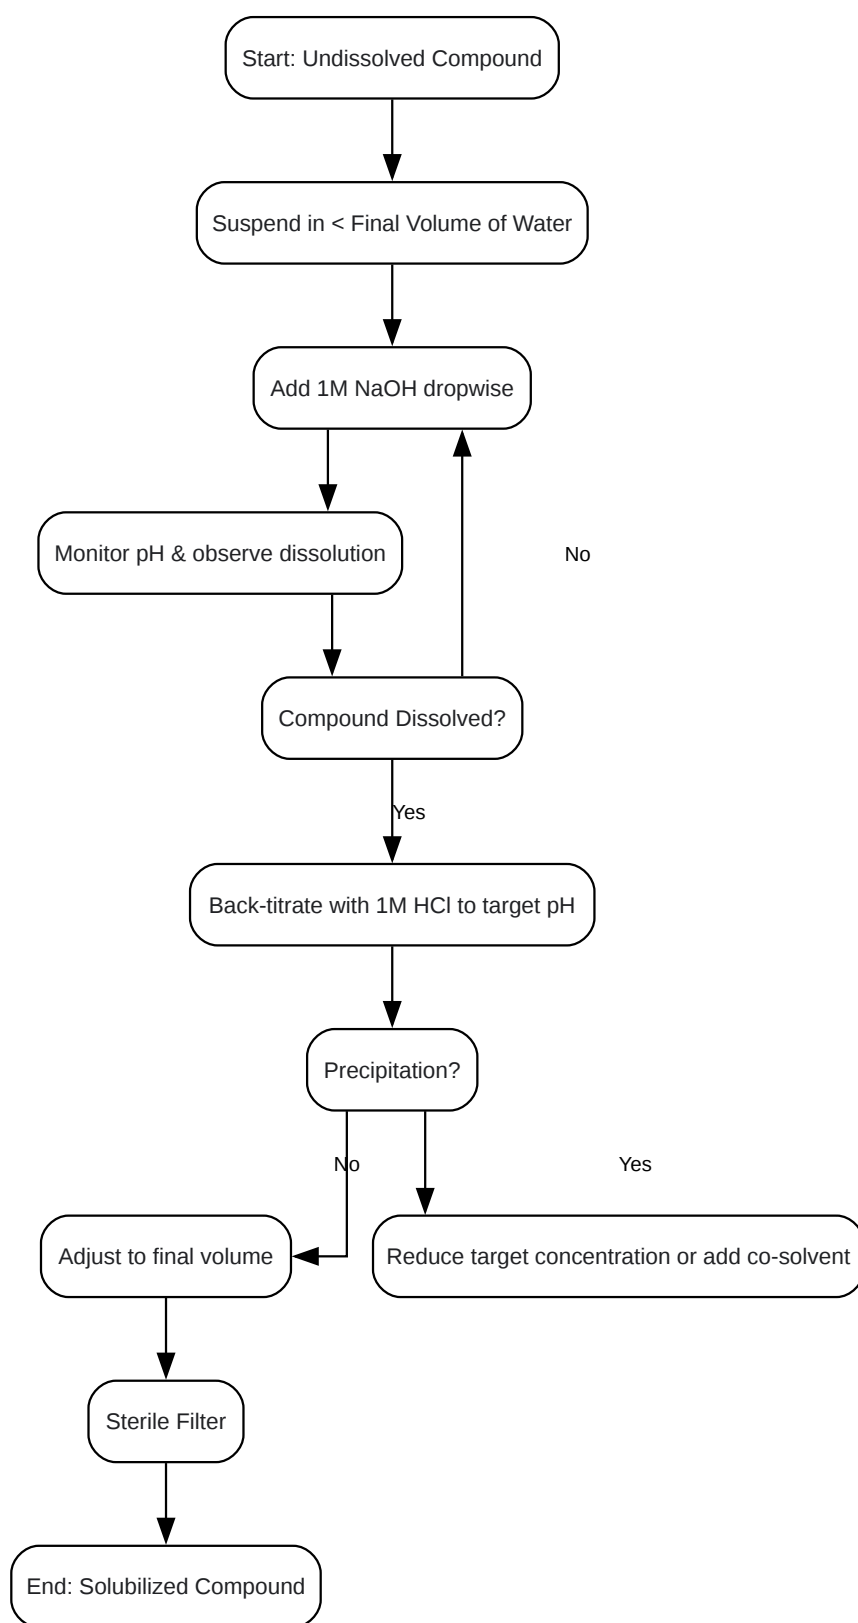 Start: Undissolved Compound
Suspend in < Final Volume of Water
Add 1M NaOH dropwise
Monitor pH & observe dissolution
No
Compound Dissolved?
Yes
Back-titrate with 1M HCl to target pH
Precipitation?
No
Yes
Adjust to final volume
Reduce target concentration or add co-solvent
Sterile Filter
End: Solubilized Compound